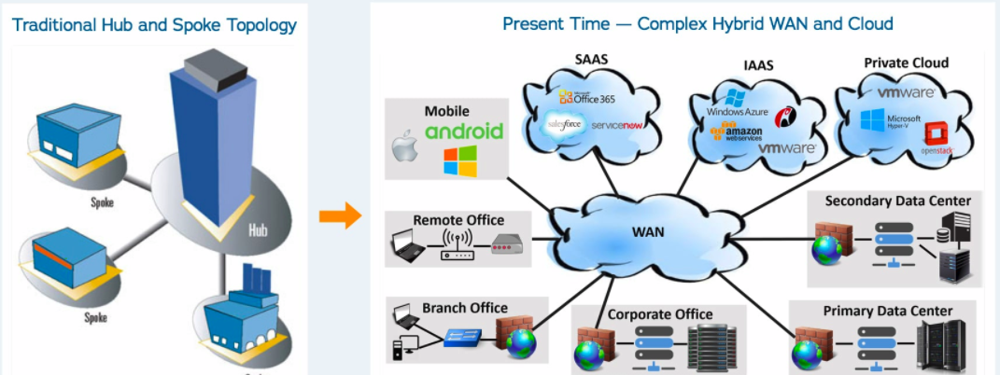 Traditional Hub and Spoke Topology
Spoke
Hub
Spoke
Present Time — Complex Hybrid WAN and Cloud
SAAS
Microsoft
Office 365
salesforce
servicenow
IAAS
Windows Azure
amazon
webservices
vmware
Private Cloud
vmware
Microsoft
Hyper-V
openstack
Mobile
android
WAN
Remote Office
Secondary Data Center
Branch Office
Corporate Office
Primary Data Center